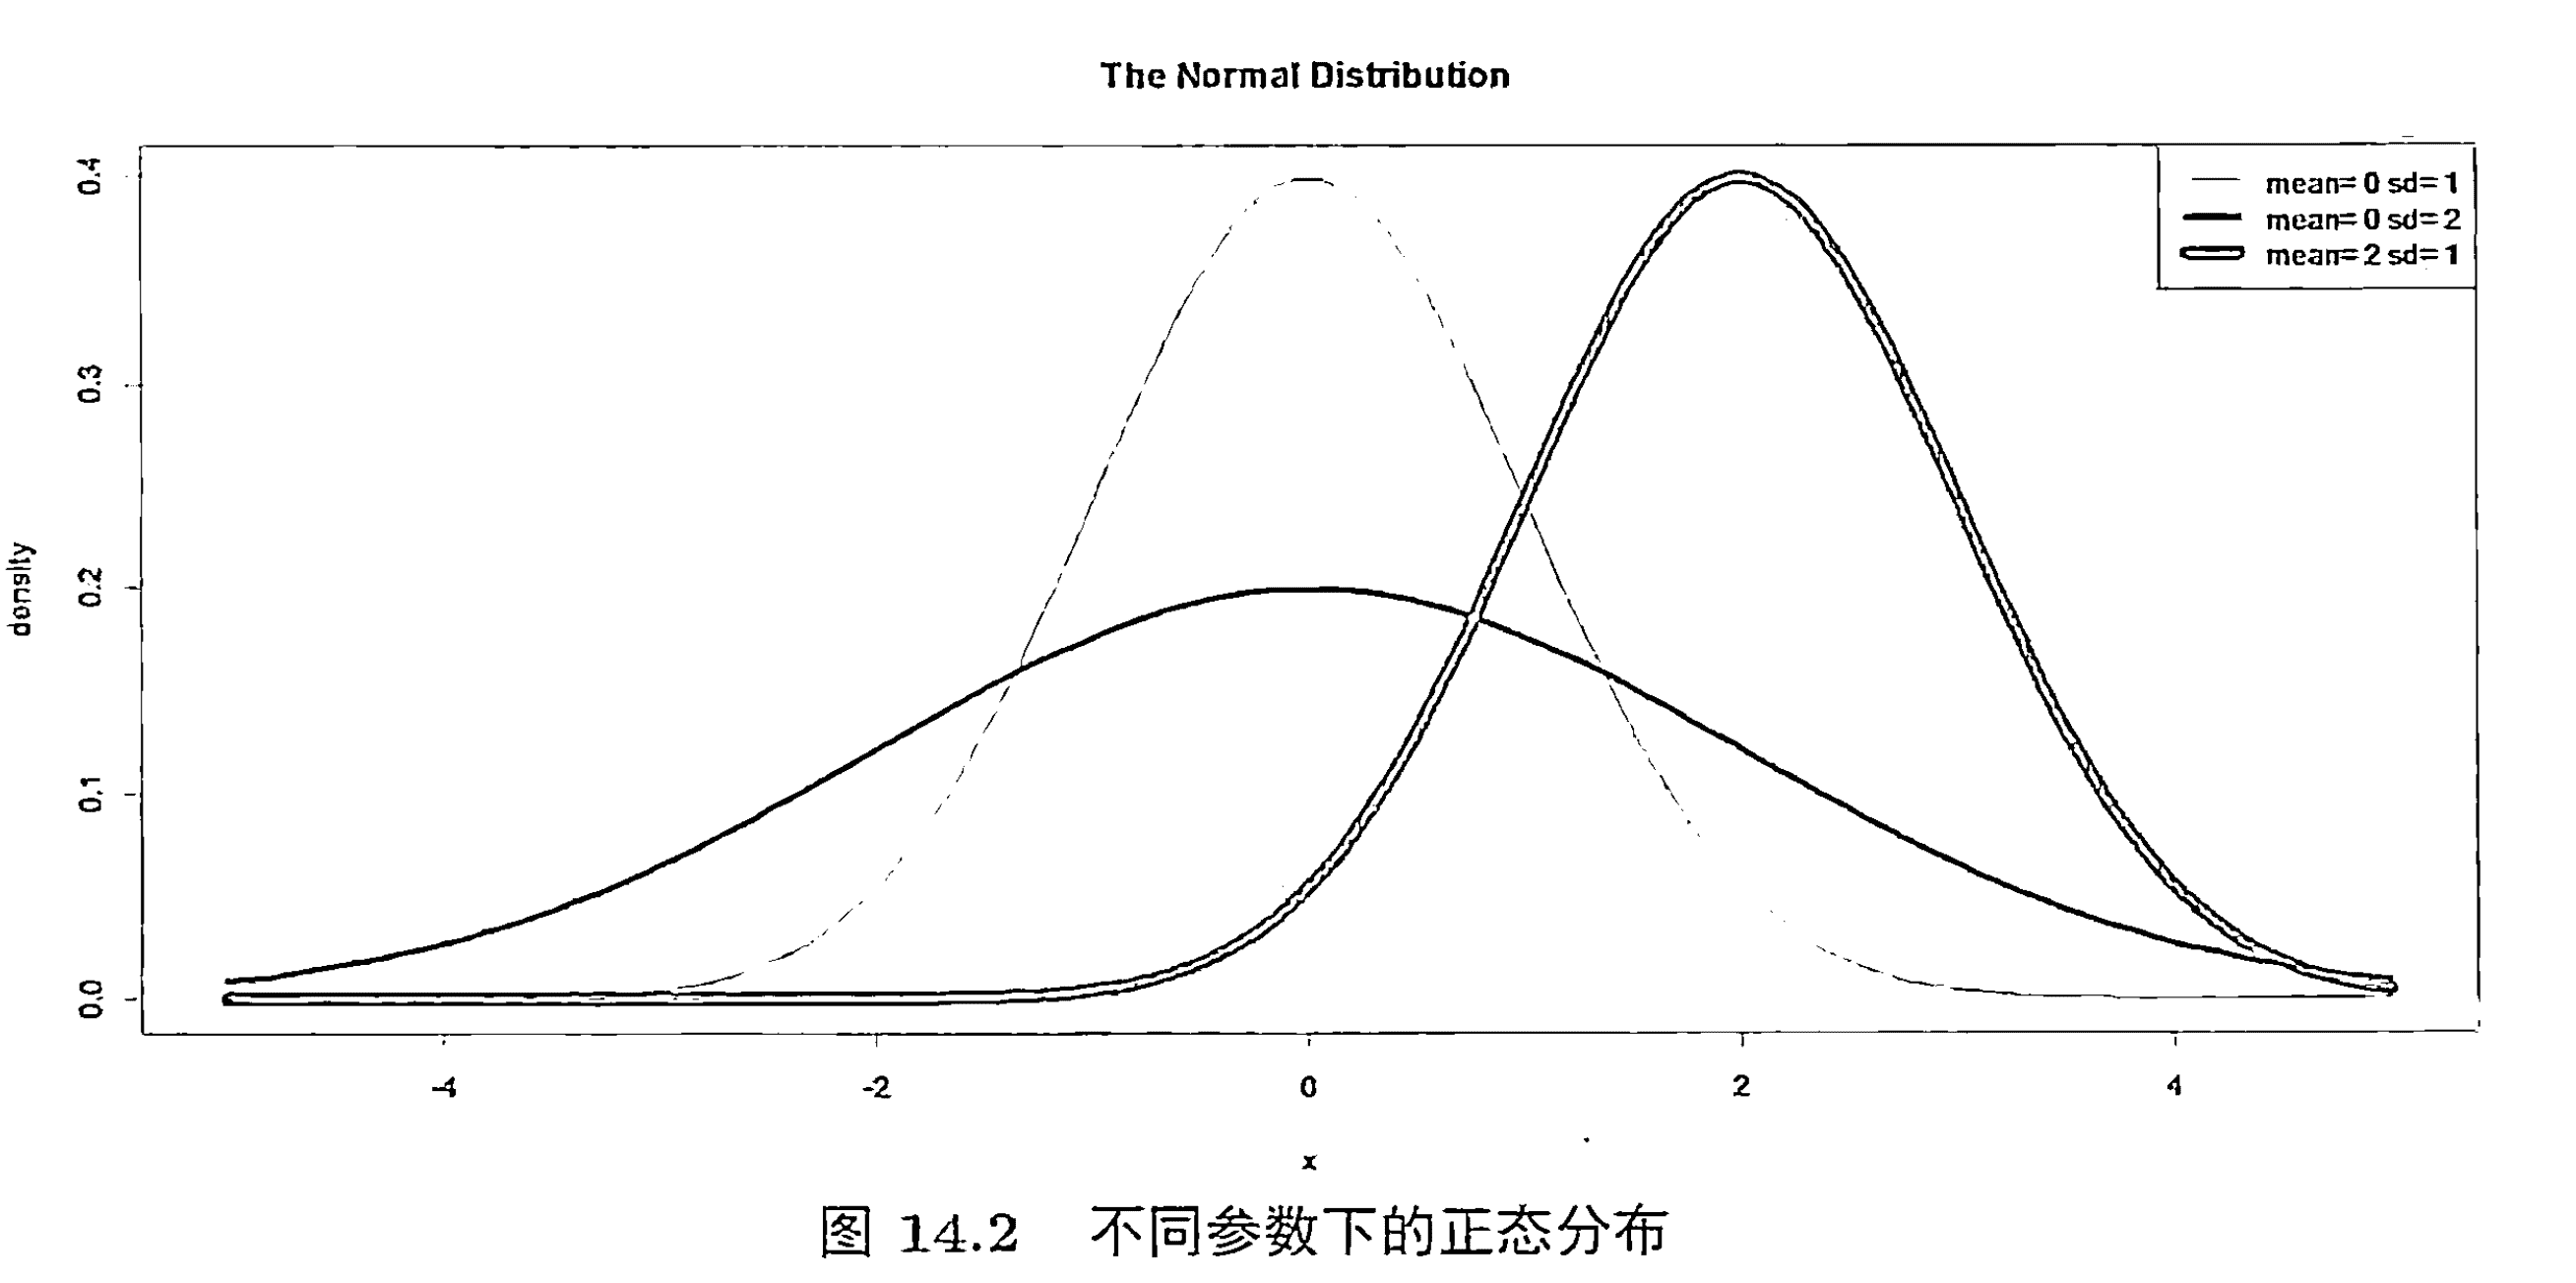 The Normal Distribution
mean= 0 sd= 1
mean= 0 sd= 2
mean= 2 sd= 1
density
0.4
0.3
0.2
0.1
0.0
-4 -2 0 2 4
x
图 14.2 不同参数下的正态分布